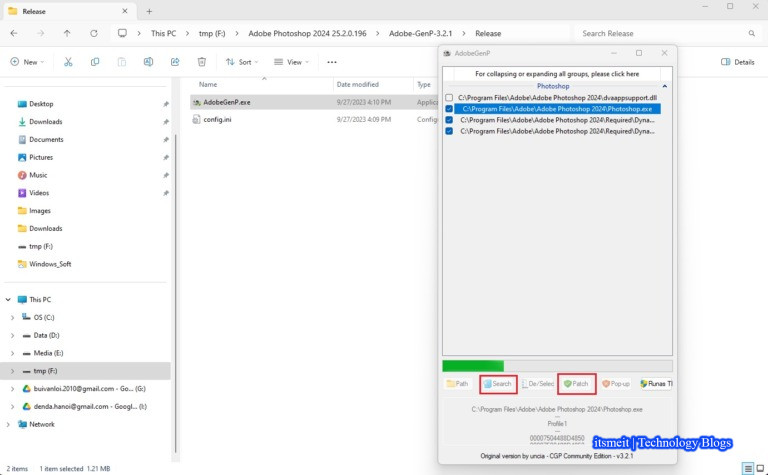 Release
This PC > tmp (F:) > Adobe Photoshop 2024 25.2.0.196 > Adobe-GenP-3.2.1 > Release
Search Release
New
Sort
View
Details
Name
Date modified
Type
AdobeGenP.exe
9/27/2023 4:10 PM
Applica
config.ini
9/27/2023 4:09 PM
Config
Desktop
Downloads
Documents
Pictures
Music
Videos
Images
Downloads
tmp (F:)
Windows_Soft
This PC
OS (C:)
Data (D:)
Media (E:)
tmp (F:)
buivanloi.2010@gmail.com - Go... (G:)
denda.hanoi@gmail.com - Googl... (I:)
Network
2 items
1 item selected 1.21 MB
AdobeGenP
For collapsing or expanding all groups, please click here
Photoshop
C:\Program Files\Adobe\Adobe Photoshop 2024\dvaappsupport.dll
C:\Program Files\Adobe\Adobe Photoshop 2024\Photoshop.exe
C:\Program Files\Adobe\Adobe Photoshop 2024\Required\Dyna...
C:\Program Files\Adobe\Adobe Photoshop 2024\Required\Dyna...
Path
Search
De/Selec
Patch
Pop-up
Runas TI
C:\Program Files\Adobe\Adobe Photoshop 2024\Photoshop.exe
---
Profile1
---
00007504488D4850
itsmeit | Technology Blogs
Original version by uncia - CGP Community Edition - v3.2.1